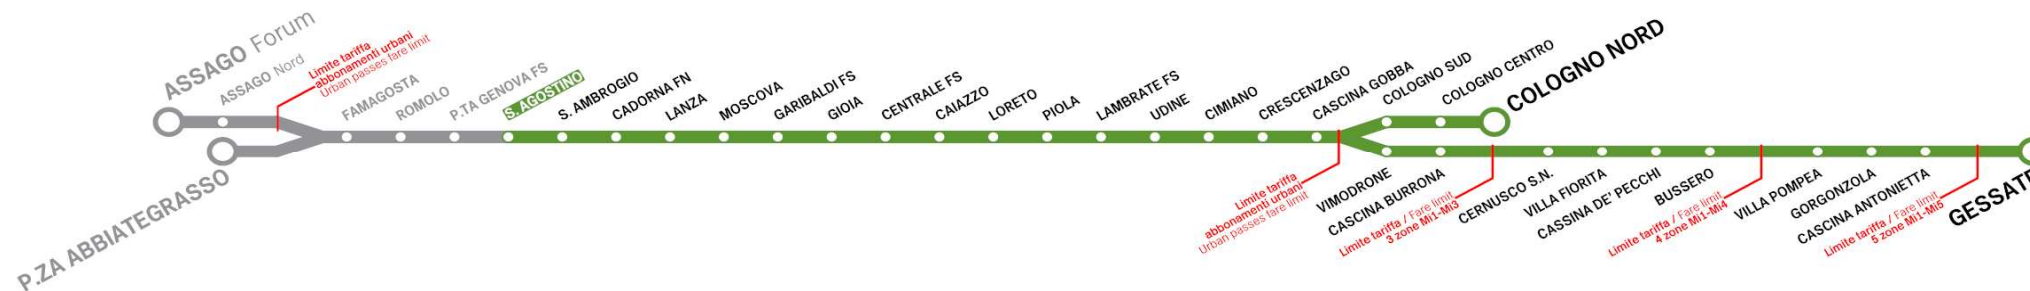 ASSAGO Forum
ASSAGO Nord
Limite tariffa
abbonamenti urbani
Urban passes fare limit
P.ZA ABBIATEGRASSO
FAMAGOSTA
ROMOLO
P.TA GENOVA FS
S. AGOSTINO
S. AMBROGIO
CADORNA FN
LANZA
MOSCOVA
GARIBALDI FS
GIOIA
CENTRALE FS
CAIAZZO
LORETO
PIOLA
LAMBRATE FS
UDINE
CIMIANO
CRESCENZAGO
CASCINA GOBBA
COLOGNO SUD
COLOGNO CENTRO
COLOGNO NORD
Limite tariffa
abbonamenti urbani
Urban passes fare limit
VIMODRONE
CASCINA BURRONA
Limite tariffa / Fare limit
3 zone Mi1-Mi3
CERNUSCO S.N.
VILLA FIORITA
CASSINA DE' PECCHI
BUSSERO
Limite tariffa / Fare limit
4 zone Mi1-Mi4
VILLA POMPEA
GORGONZOLA
CASCINA ANTONIETTA
Limite tariffa / Fare limit
5 zone Mi1-Mi5
GESSATE